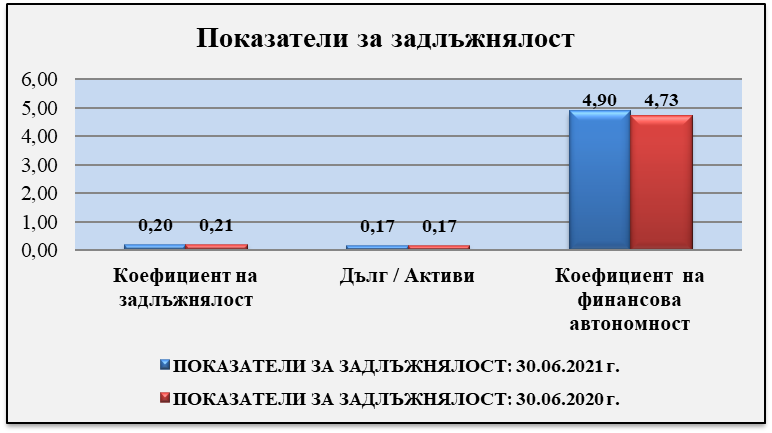 Показатели за задлъжнялост
6,00
5,00
4,00
3,00
2,00
1,00
0,00
0,20
0,21
0,17
0,17
4,90
4,73
Коефициент на
задлъжнялост
Дълг / Активи
Коефициент на
финансова
автономност
ПОКАЗАТЕЛИ ЗА ЗАДЛЪЖНЯЛОСТ: 30.06.2021 г.
ПОКАЗАТЕЛИ ЗА ЗАДЛЪЖНЯЛОСТ: 30.06.2020 г.